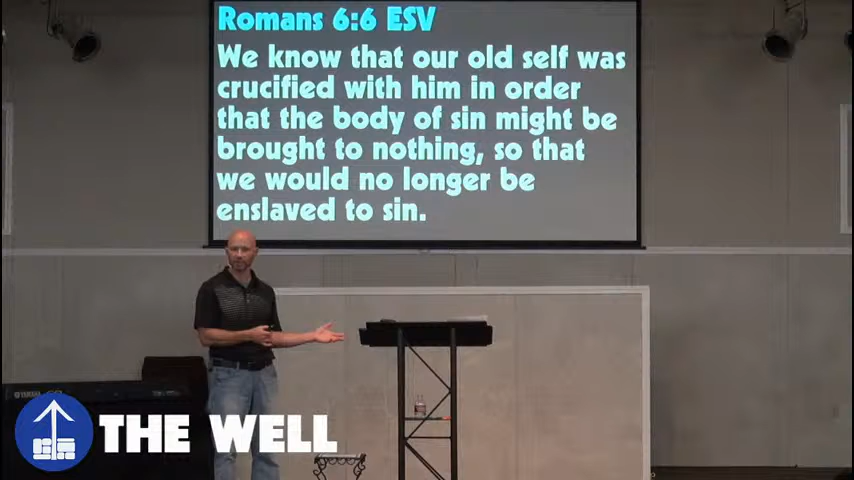 Romans 6:6 ESV
We know that our old self was
crucified with him in order
that the body of sin might be
brought to nothing, so that
we would no longer be
enslaved to sin.
YAMAHA
THE WELL